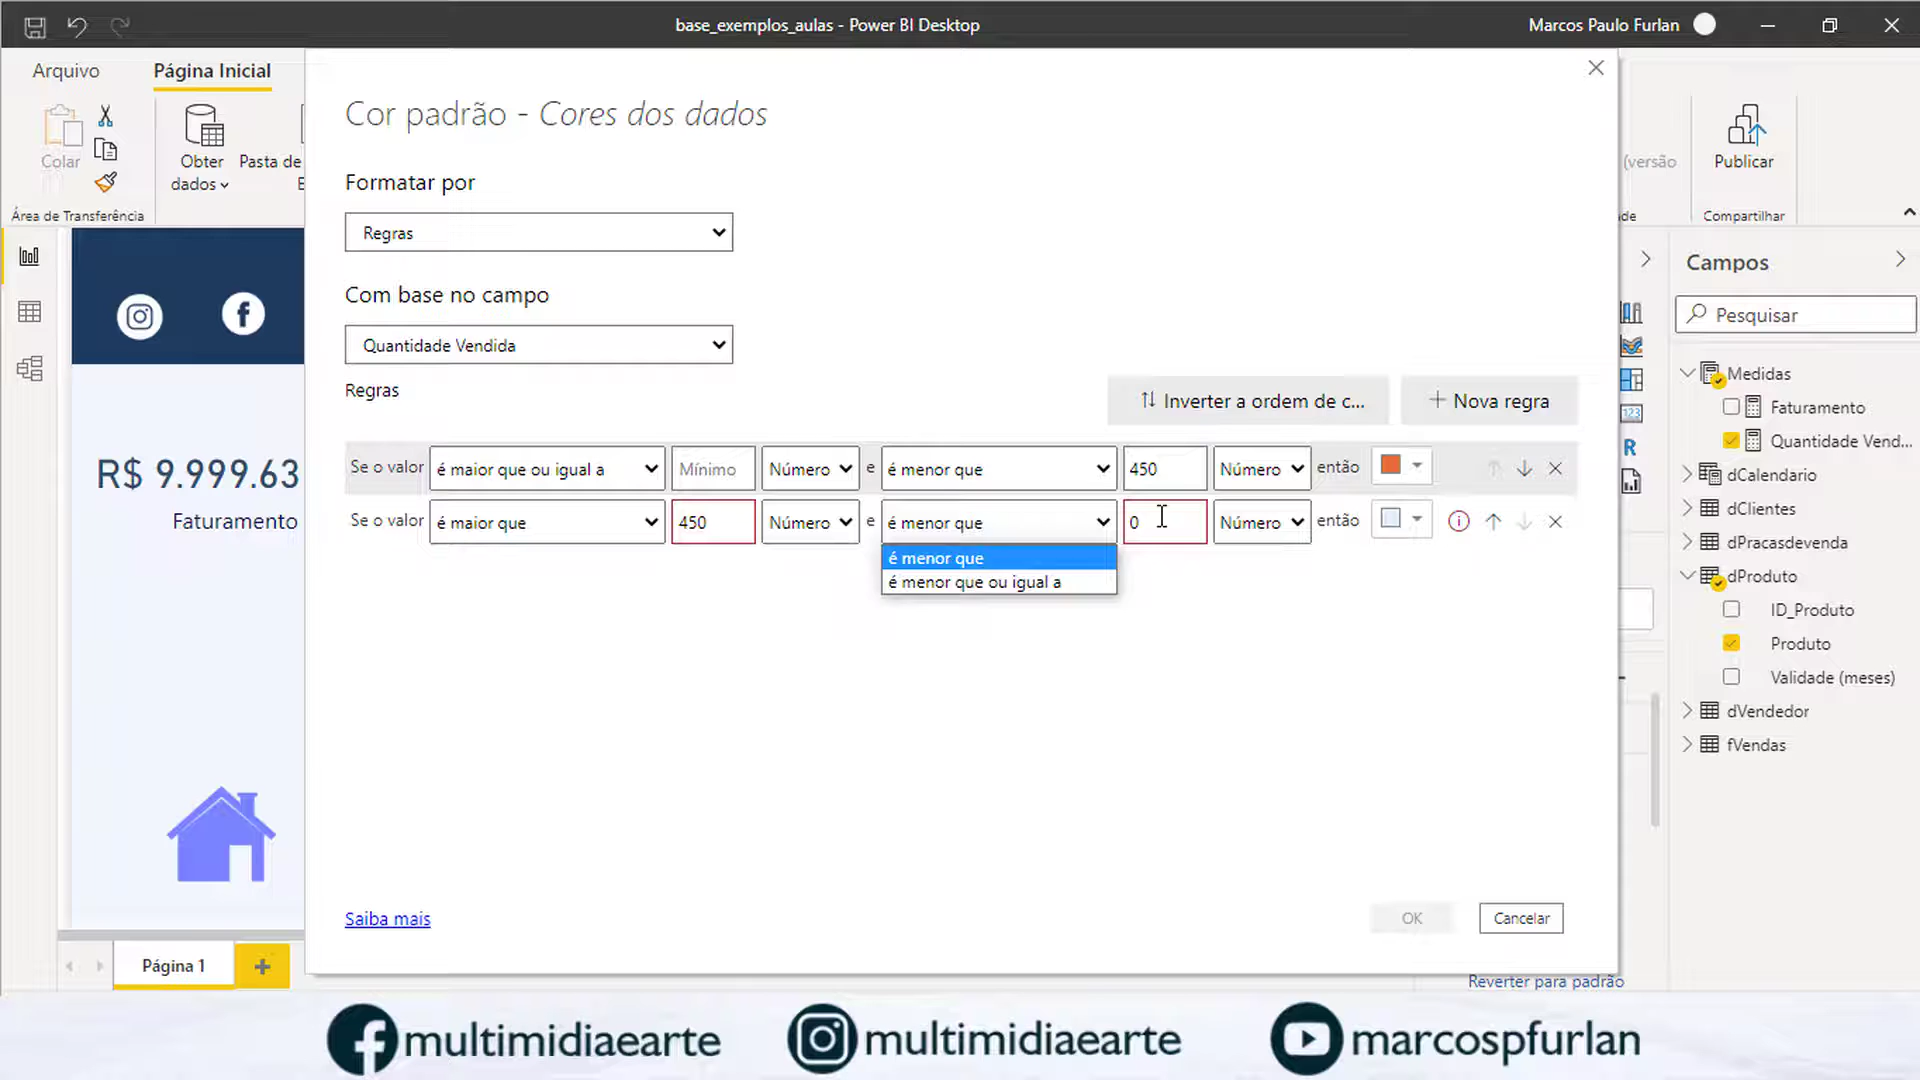 base_exemplos_aulas - Power BI Desktop
Marcos Paulo Furlan
Arquivo
Página Inicial
Colar
Obter
dados
Pasta de
E
Área de Transferência
(versão
Publicar
de
Compartilhar
Cor padrão - Cores dos dados
Formatar por
Regras
Com base no campo
Quantidade Vendida
Regras
Inverter a ordem de c...
Nova regra
Se o valor é maior que ou igual a Mínimo Número e é menor que 450 Número então
Se o valor é maior que 450 Número e é menor que 0 Número então
é menor que
é menor que ou igual a
Saiba mais
OK
Cancelar
R$ 9.999.63
Faturamento
Página 1
Reverter para padrão
Campos
Pesquisar
Medidas
Faturamento
Quantidade Vend...
dCalendario
dClientes
dPracasdevenda
dProduto
ID_Produto
Produto
Validade (meses)
dVendedor
fVendas
123
R
multimidiaearte
multimidiaearte
marcospfurlan